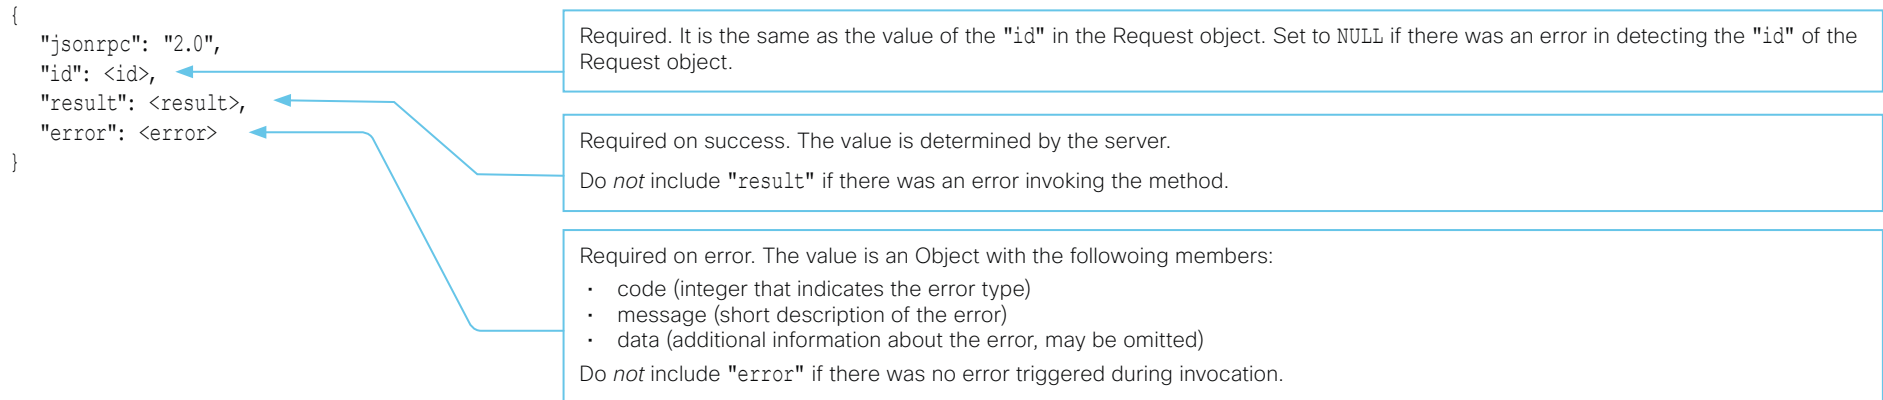 {
"jsonrpc": "2.0",
"id": <id>,
"result": <result>,
"error": <error>
}
Required. It is the same as the value of the "id" in the Request object. Set to NULL if there was an error in detecting the "id" of the
Request object.
Required on success. The value is determined by the server.
Do not include "result" if there was an error invoking the method.
Required on error. The value is an Object with the followoing members:
• code (integer that indicates the error type)
• message (short description of the error)
• data (additional information about the error, may be omitted)
Do not include "error" if there was no error triggered during invocation.